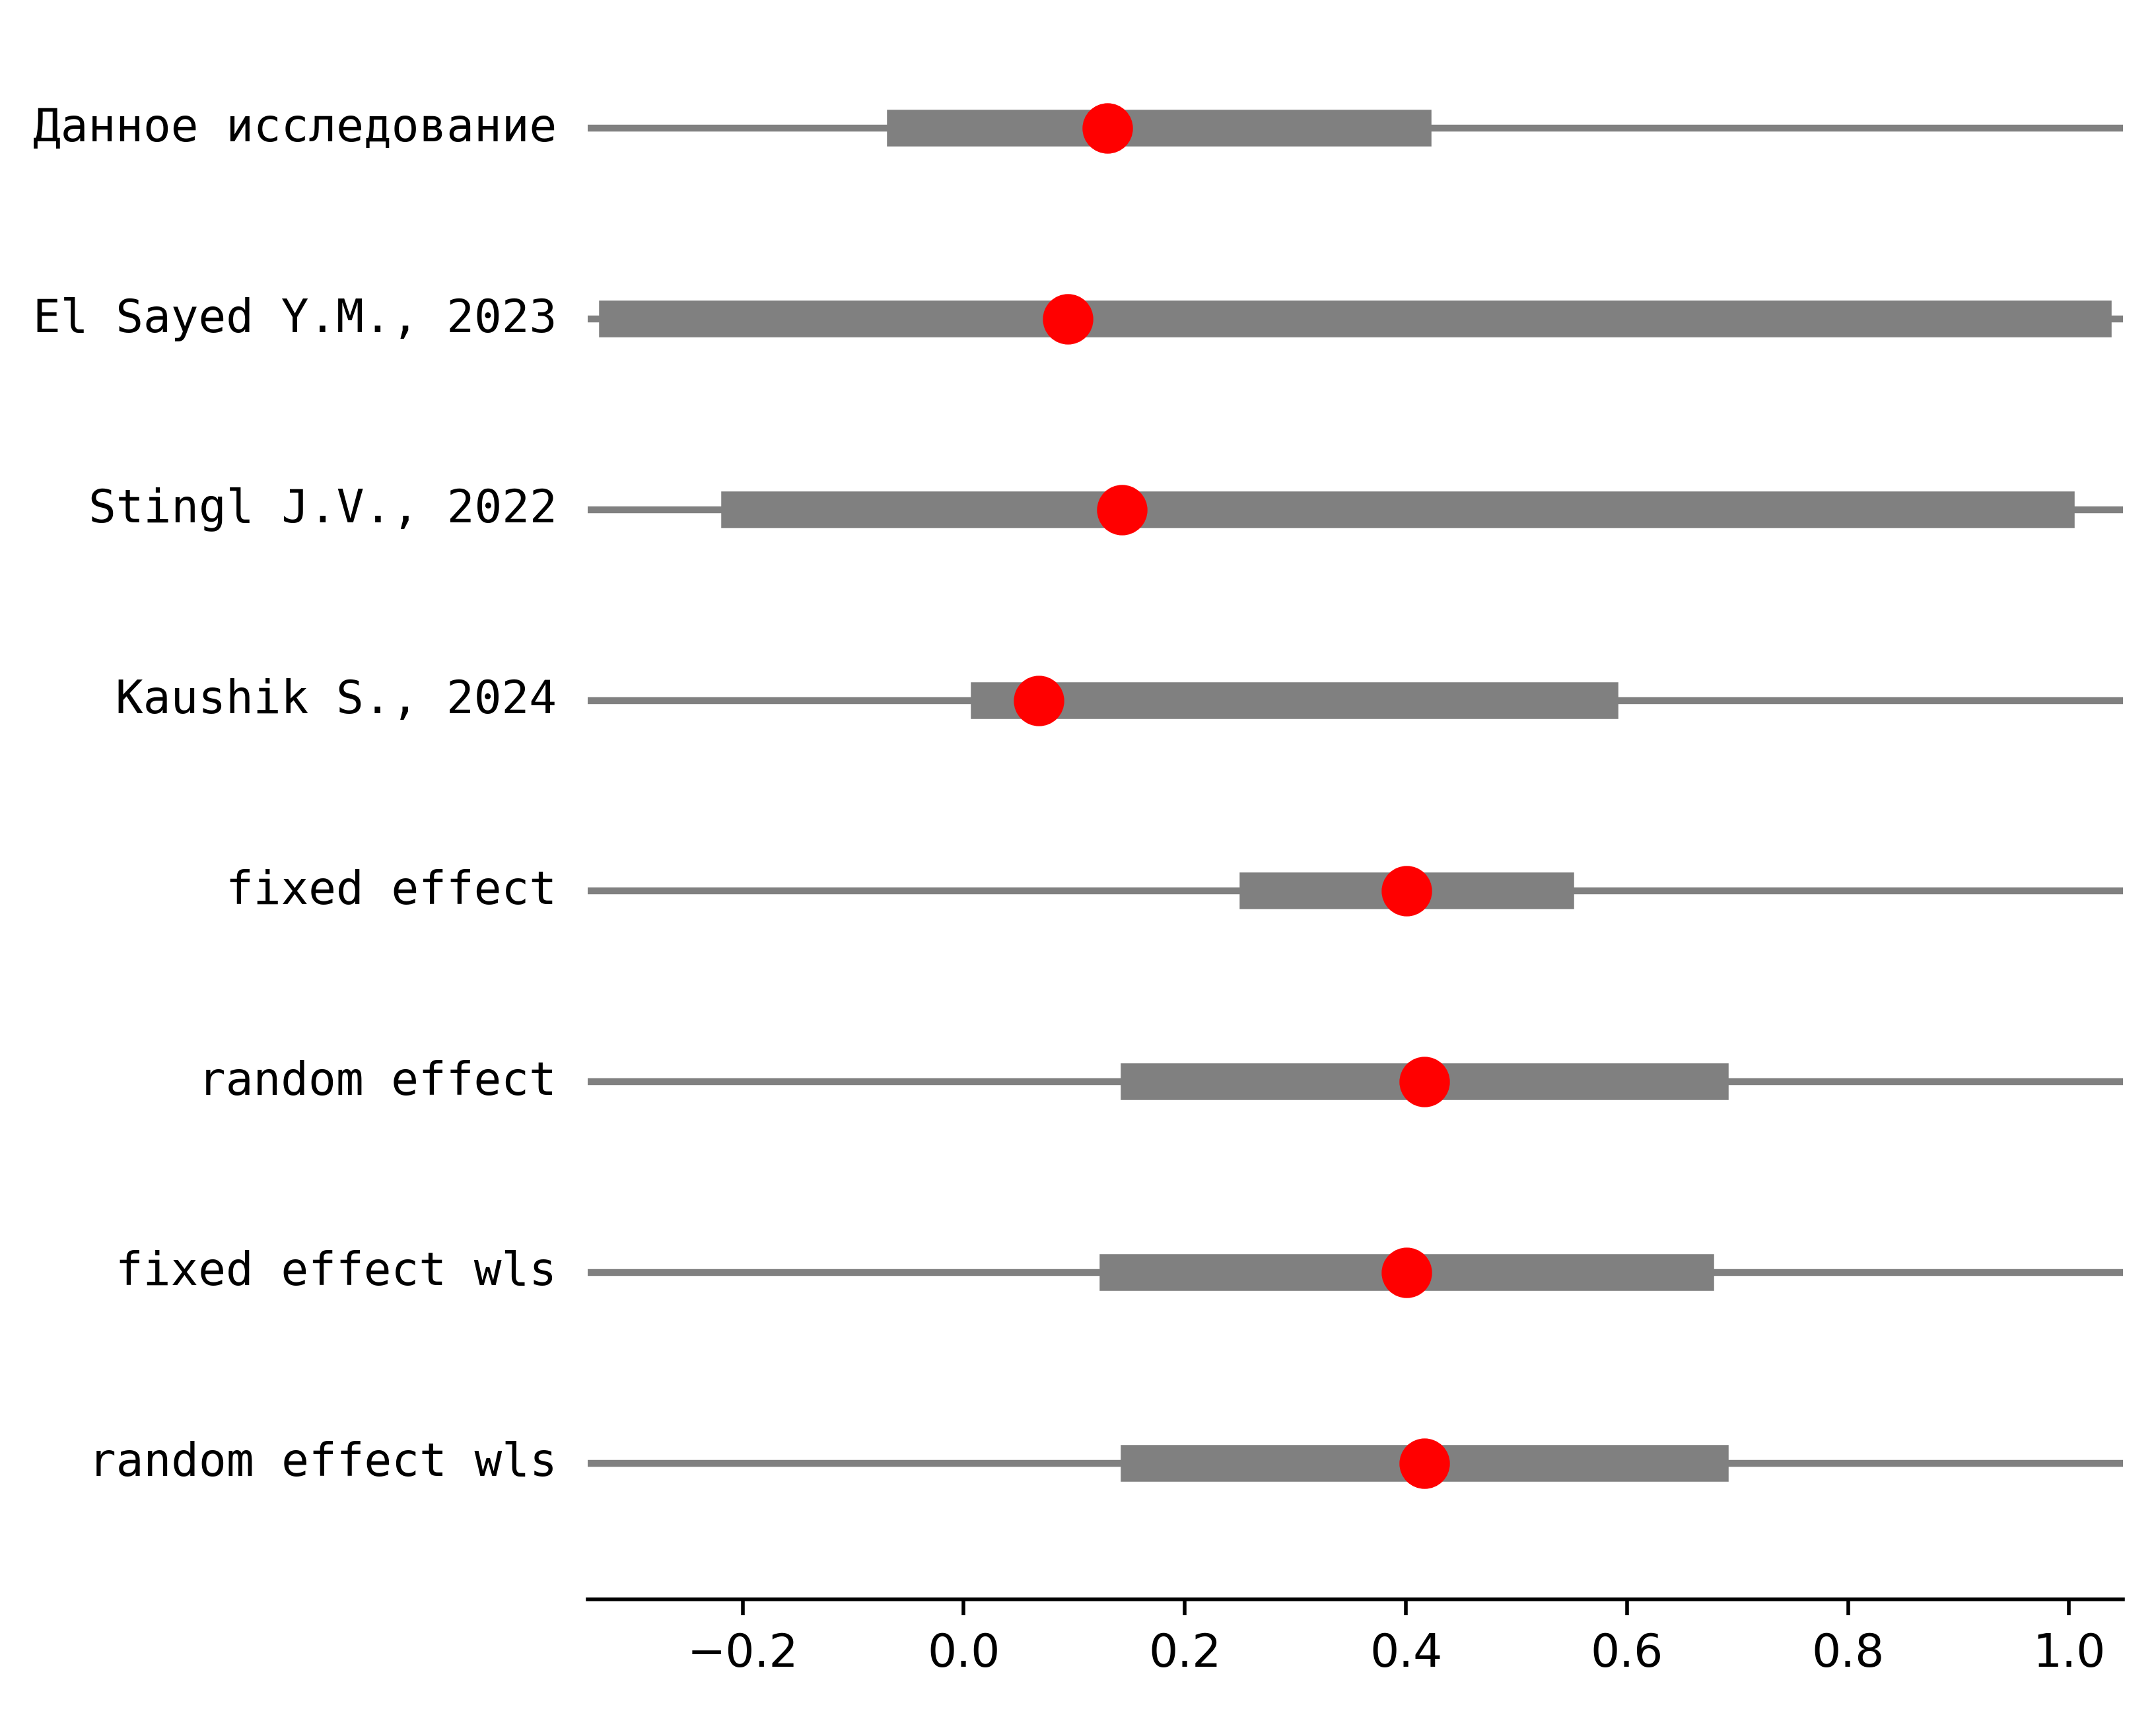 Данное исследование
El Sayed Y.M., 2023
Stingl J.V., 2022
Kaushik S., 2024
fixed effect
random effect
fixed effect wls
random effect wls
−0.2 0.0 0.2 0.4 0.6 0.8 1.0